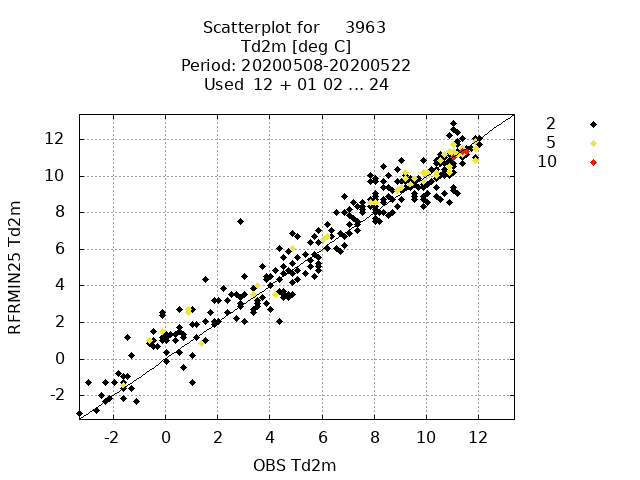 Scatterplot for 3963
Td2m [deg C]
Period: 20200508-20200522
Used 12 + 01 02 ... 24
2
5
10
RFRMIN25 Td2m
12
10
8
6
4
2
0
-2
-2 0 2 4 6 8 10 12
OBS Td2m